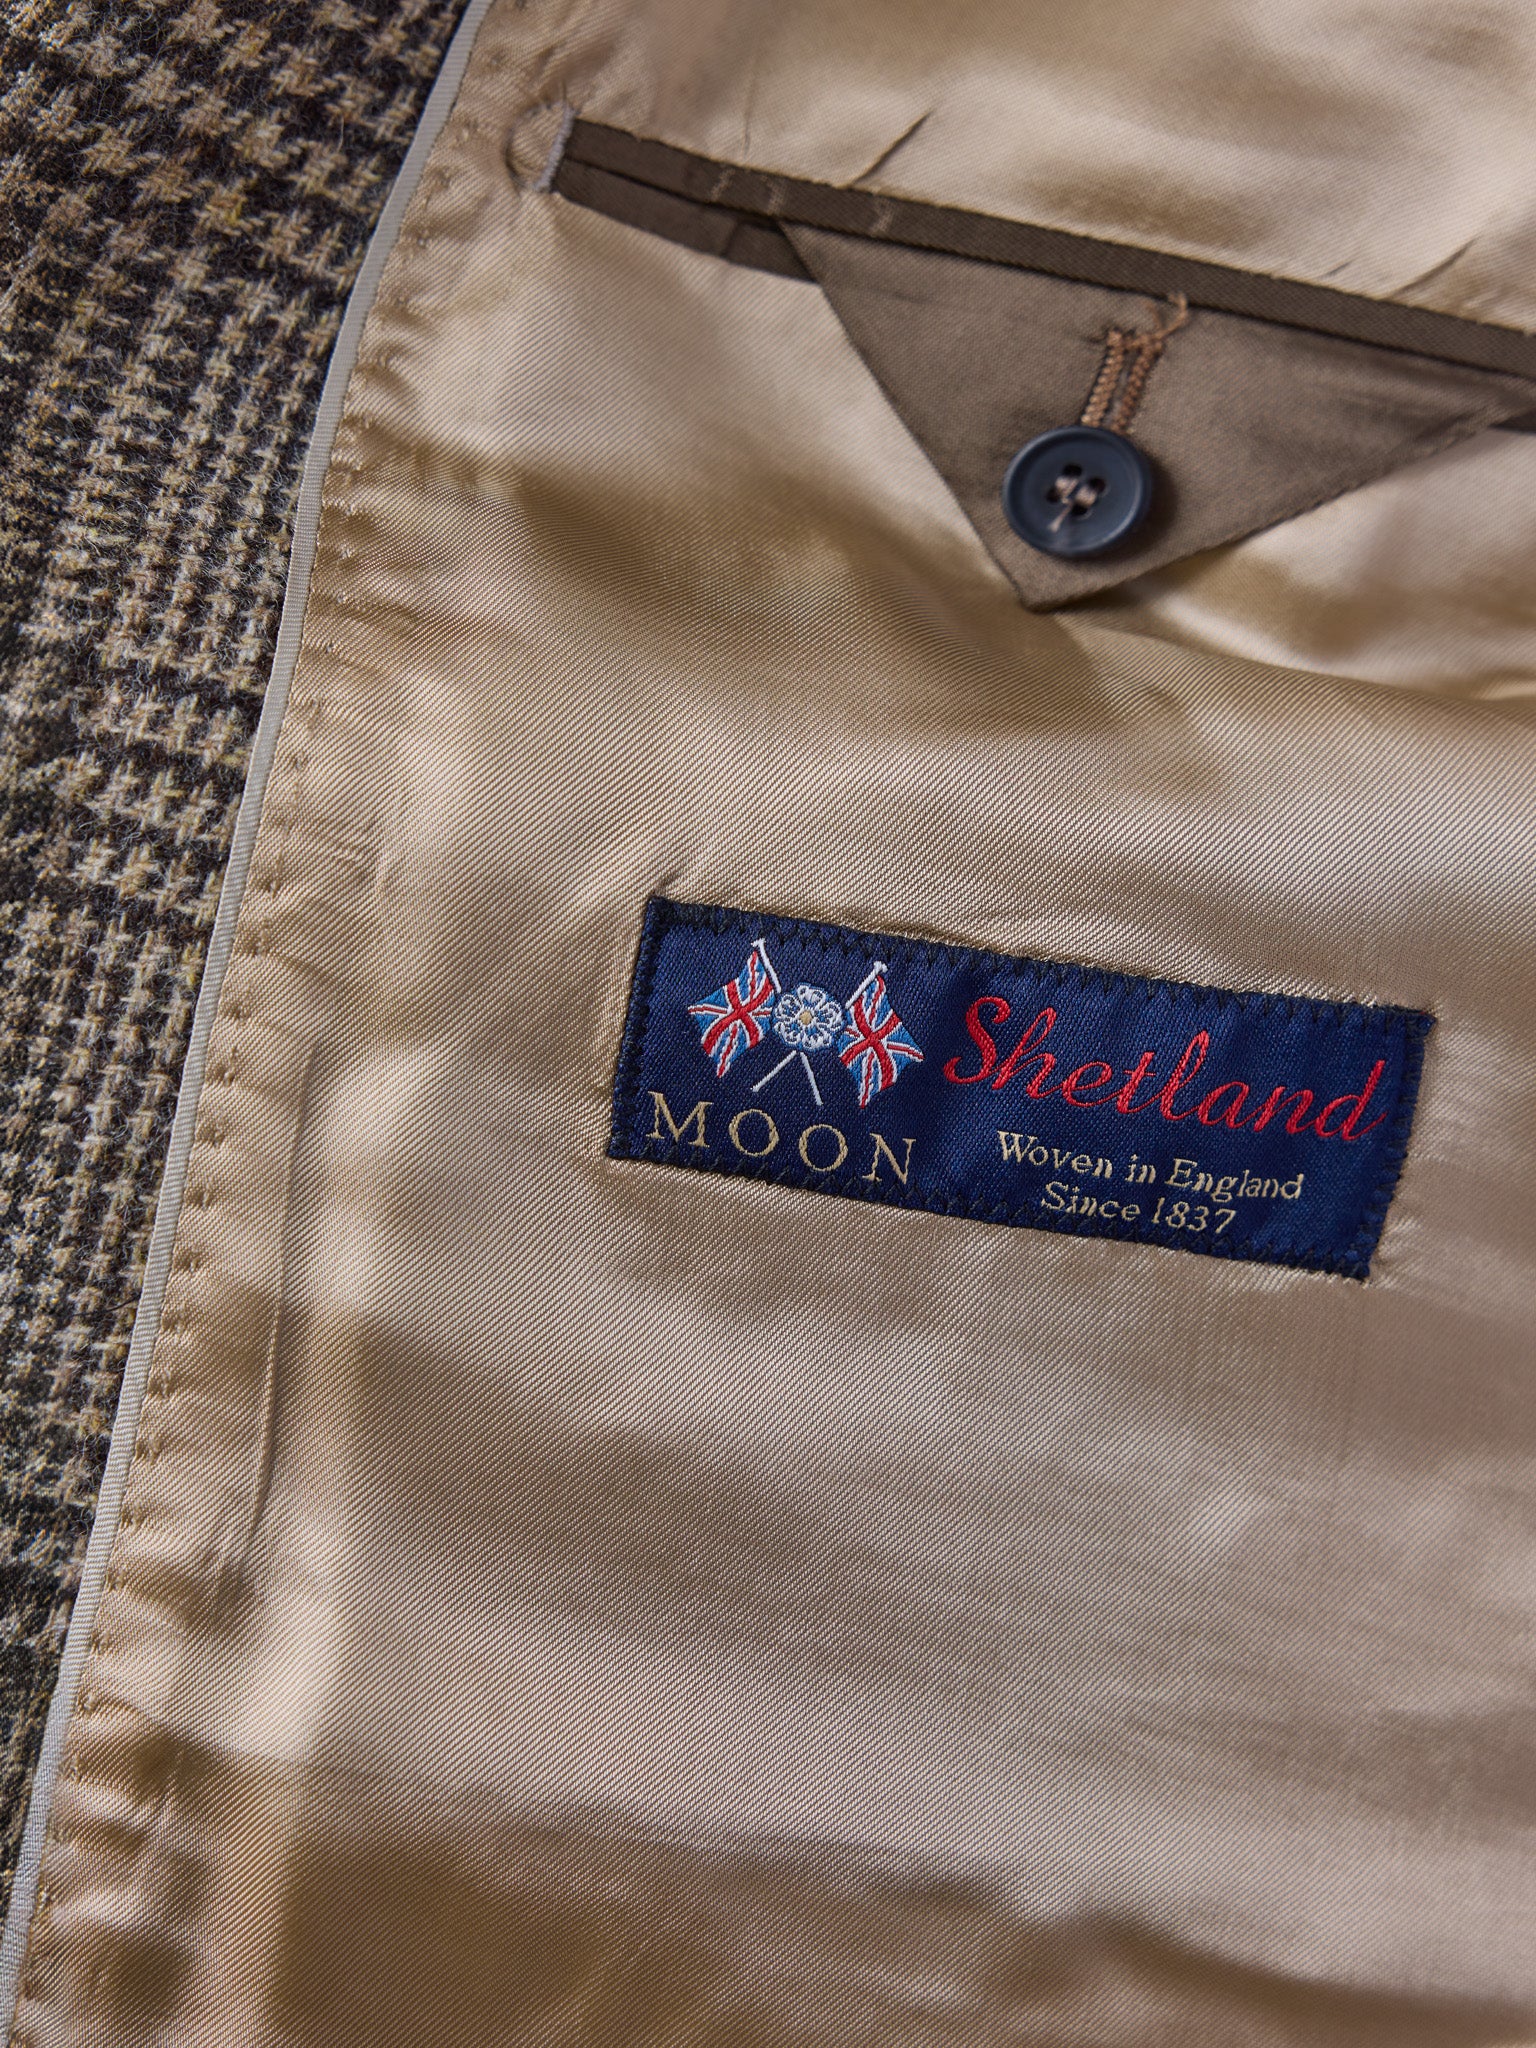 MOON
Shetland
Woven in England
Since 1837